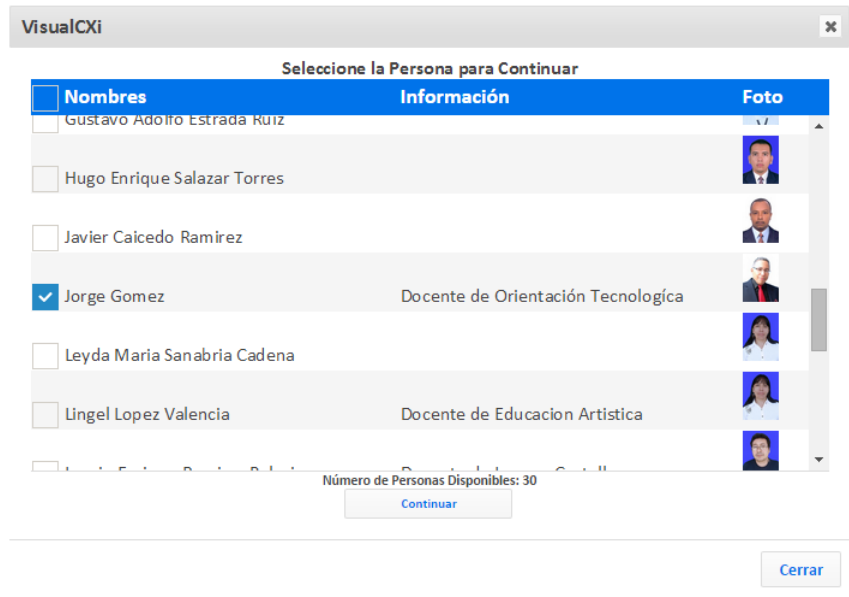 VisualCXi
Seleccione la Persona para Continuar
Nombres Información Foto
Gustavo Adolfo Estrada Ruiz
Hugo Enrique Salazar Torres
Javier Caicedo Ramirez
Jorge Gomez Docente de Orientación Tecnologíca
Leyda Maria Sanabria Cadena
Lingel Lopez Valencia Docente de Educacion Artistica
Número de Personas Disponibles: 30
Continuar
Cerrar